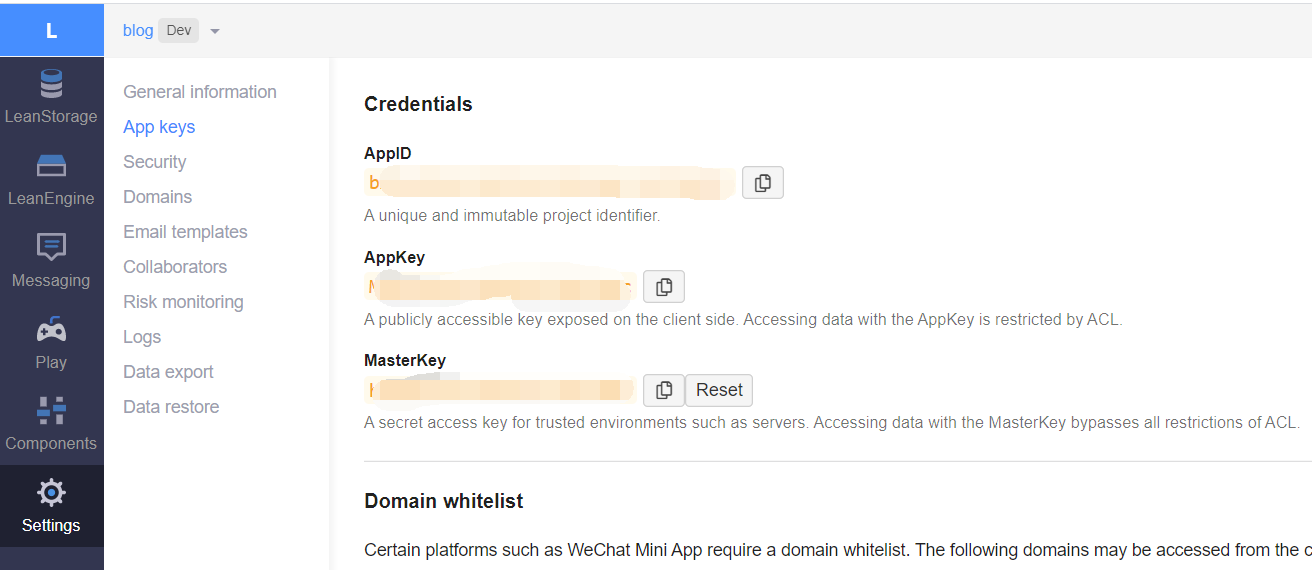 L
blog Dev
LeanStorage
LeanEngine
Messaging
Play
Components
Settings
General information
App keys
Security
Domains
Email templates
Collaborators
Risk monitoring
Logs
Data export
Data restore
Credentials
AppID
A unique and immutable project identifier.
AppKey
A publicly accessible key exposed on the client side. Accessing data with the AppKey is restricted by ACL.
MasterKey
Reset
A secret access key for trusted environments such as servers. Accessing data with the MasterKey bypasses all restrictions of ACL.
Domain whitelist
Certain platforms such as WeChat Mini App require a domain whitelist. The following domains may be accessed from the